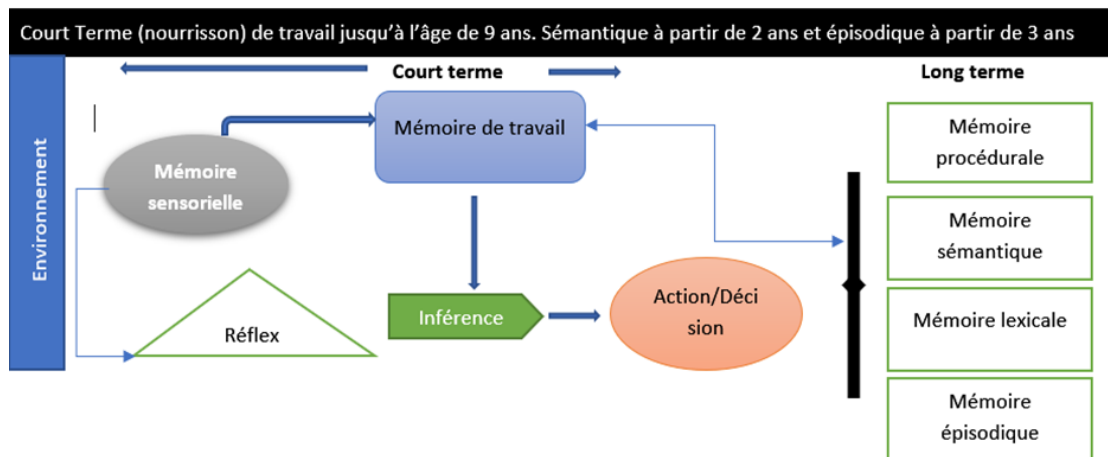 Court Terme (nourrisson) de travail jusqu’à l’âge de 9 ans. Sémantique à partir de 2 ans et épisodique à partir de 3 ans
Court terme
Long terme
Environnement
Mémoire
sensorielle
Mémoire de travail
Réflex
Inférence
Action/Déci
sion
Mémoire
procédurale
Mémoire
sémantique
Mémoire lexicale
Mémoire
épisodique